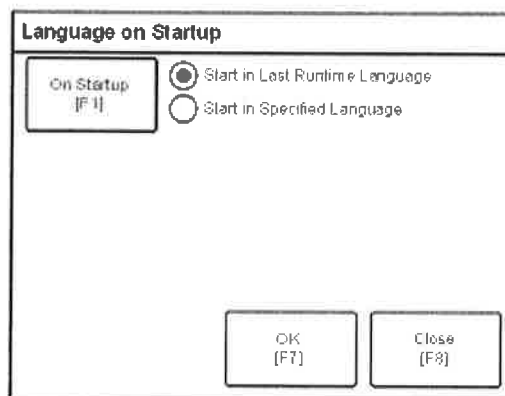 Language on Startup
On Startup
[F1]
Start in Last Runtime Language
Start in Specified Language
OK
[F7]
Close
[F8]